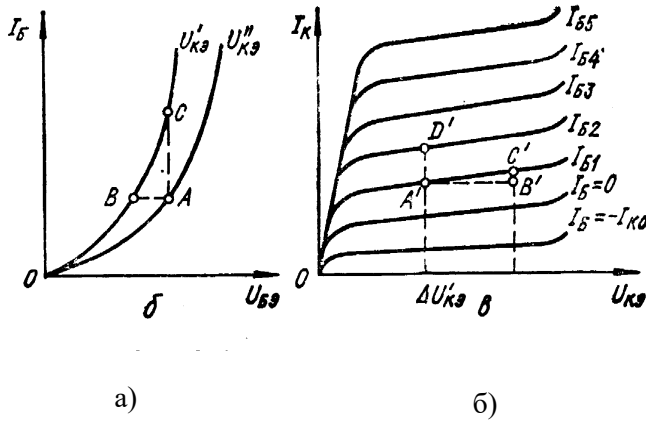 I_Б
U'_КЭ
U''_КЭ
C
B
A
0
U_БЭ
б
I_К
I_Б5
I_Б4
I_Б3
I_Б2
I_Б1
I_Б=0
I_Б=-I_К0
D'
C'
A'
B'
0
ΔU'_КЭ
в
U_КЭ
а)
б)